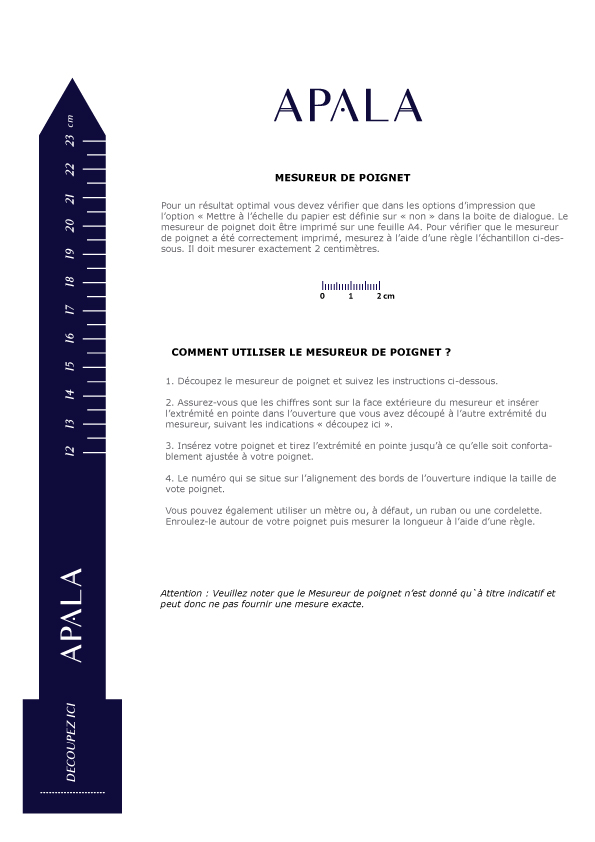 APALA
MESUREUR DE POIGNET
Pour un résultat optimal vous devez vérifier que dans les options d'impression que
l'option « Mettre à l'échelle du papier est définie sur « non » dans la boite de dialogue. Le
mesureur de poignet doit être imprimé sur une feuille A4. Pour vérifier que le mesureur
de poignet a été correctement imprimé, mesurez à l'aide d'une règle l'échantillon ci-des-
sous. Il doit mesurer exactement 2 centimètres.
0 1 2 cm
COMMENT UTILISER LE MESUREUR DE POIGNET ?
1. Découpez le mesureur de poignet et suivez les instructions ci-dessous.
2. Assurez-vous que les chiffres sont sur la face extérieure du mesureur et insérer
l'extrémité en pointe dans l'ouverture que vous avez découpé à l'autre extrémité du
mesureur, suivant les indications « découpez ici ».
3. Insérez votre poignet et tirez l'extrémité en pointe jusqu'à ce qu'elle soit conforta-
blement ajustée à votre poignet.
4. Le numéro qui se situe sur l'alignement des bords de l'ouverture indique la taille de
vote poignet.
Vous pouvez également utiliser un mètre ou, à défaut, un ruban ou une cordelette.
Enroulez-le autour de votre poignet puis mesurer la longueur à l'aide d'une règle.
Attention : Veuillez noter que le Mesureur de poignet n'est donné qu`à titre indicatif et
peut donc ne pas fournir une mesure exacte.
DECOUPEZ ICI
APALA
12 13 14 15 16 17 18 19 20 21 22 23 cm